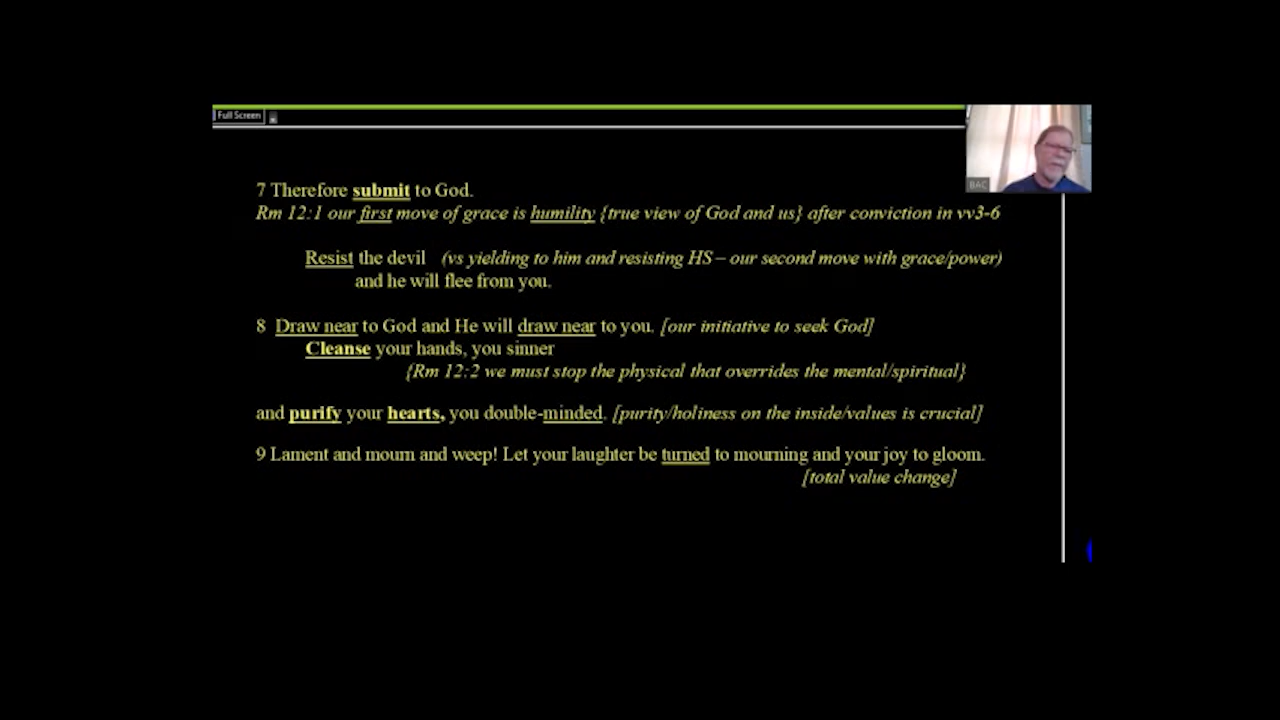 Full Screen
BAC
7 Therefore submit to God.
Rm 12:1 our first move of grace is humility {true view of God and us} after conviction in vv3-6
Resist the devil (vs yielding to him and resisting HS – our second move with grace/power)
and he will flee from you.
8 Draw near to God and He will draw near to you. [our initiative to seek God]
Cleanse your hands, you sinner
{Rm 12:2 we must stop the physical that overrides the mental/spiritual}
and purify your hearts, you double-minded. [purity/holiness on the inside/values is crucial]
9 Lament and mourn and weep! Let your laughter be turned to mourning and your joy to gloom.
[total value change]